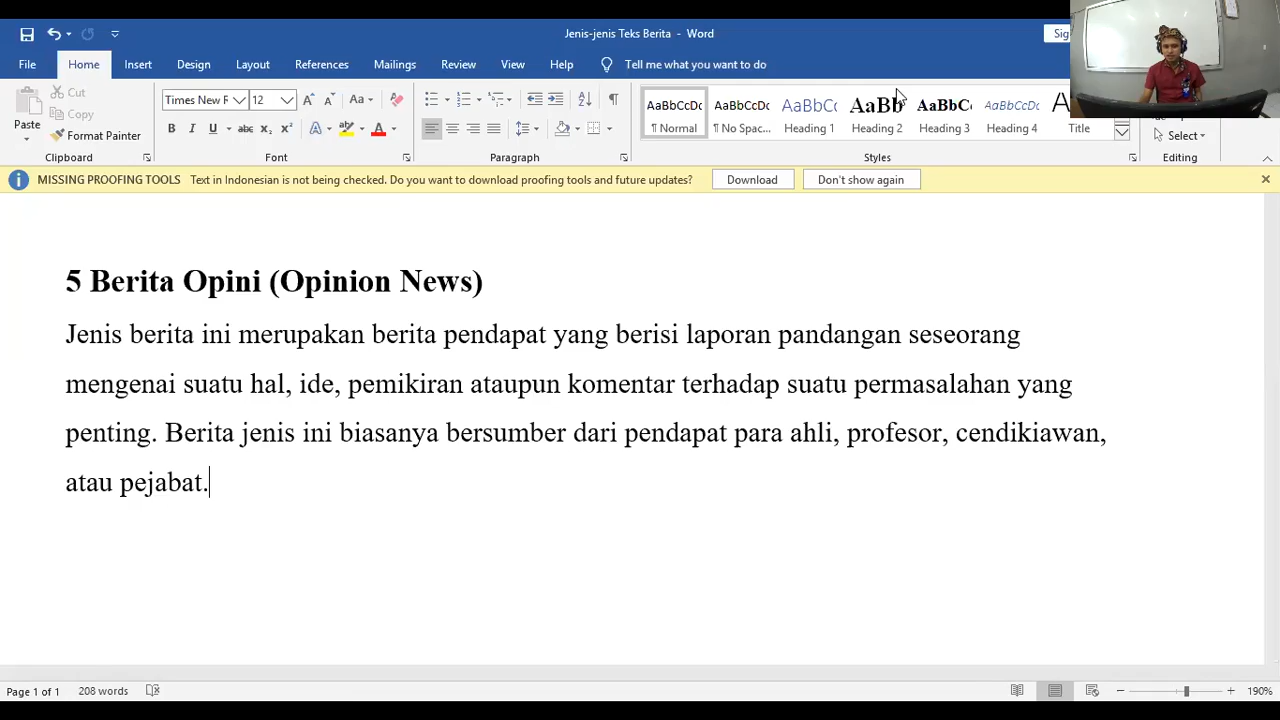 Jenis-jenis Teks Berita - Word
File Home Insert Design Layout References Mailings Review View Help Tell me what you want to do
Cut
Copy
Paste
Format Painter
Times New R 12
AaBbCcDc AaBbCcDc AaBbC AaBb AaBbC AaBbCcDc
¶ Normal ¶ No Spac... Heading 1 Heading 2 Heading 3 Heading 4 Title
Select
Clipboard Font Paragraph Styles Editing
MISSING PROOFING TOOLS Text in Indonesian is not being checked. Do you want to download proofing tools and future updates? Download Don't show again
5 Berita Opini (Opinion News)
Jenis berita ini merupakan berita pendapat yang berisi laporan pandangan seseorang
mengenai suatu hal, ide, pemikiran ataupun komentar terhadap suatu permasalahan yang
penting. Berita jenis ini biasanya bersumber dari pendapat para ahli, profesor, cendikiawan,
atau pejabat.
Page 1 of 1 208 words 190%